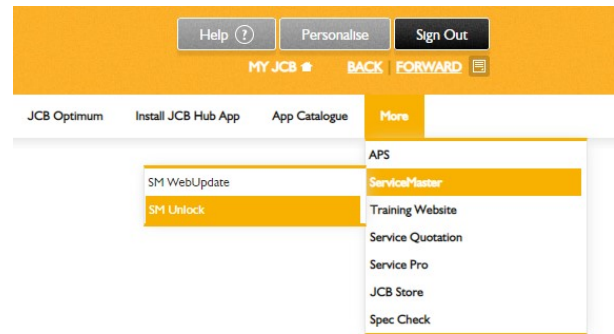 Help ? Personalise Sign Out
MY JCB BACK | FORWARD
JCB Optimum Install JCB Hub App App Catalogue More
APS
SM WebUpdate ServiceMaster
SM Unlock Training Website
Service Quotation
Service Pro
JCB Store
Spec Check